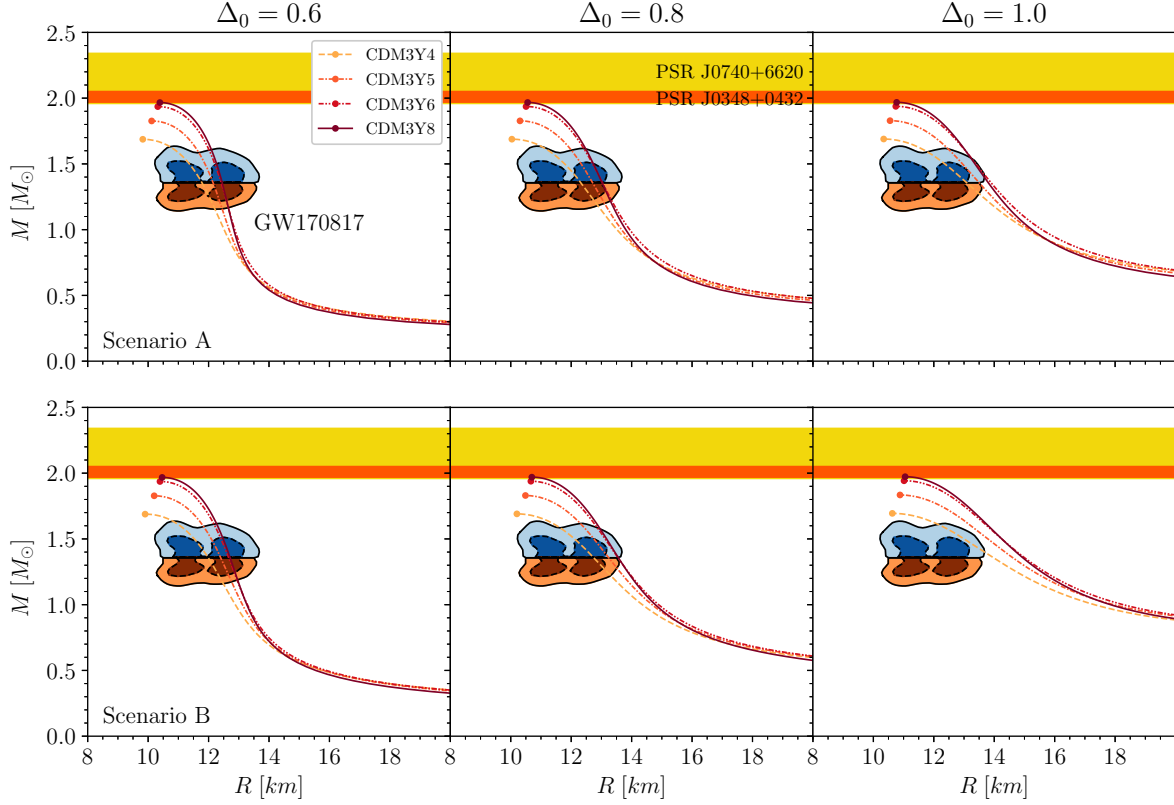 Δ₀ = 0.6
Δ₀ = 0.8
Δ₀ = 1.0
2.5
2.0
1.5
1.0
0.5
0.0
M [M⊙]
CDM3Y4
CDM3Y5
CDM3Y6
CDM3Y8
GW170817
Scenario A
PSR J0740+6620
PSR J0348+0432
2.5
2.0
1.5
1.0
0.5
0.0
M [M⊙]
Scenario B
8 10 12 14 16 18 8 10 12 14 16 18 8 10 12 14 16 18
R [km]
R [km]
R [km]